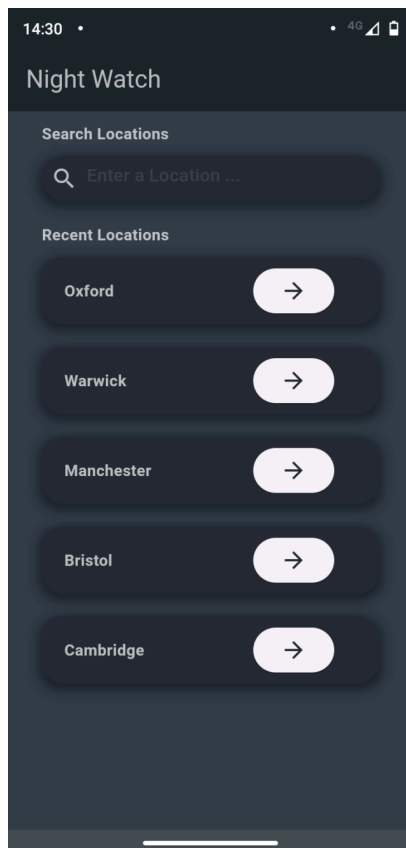 14:30
4G
Night Watch
Search Locations
Enter a Location ...
Recent Locations
Oxford
Warwick
Manchester
Bristol
Cambridge